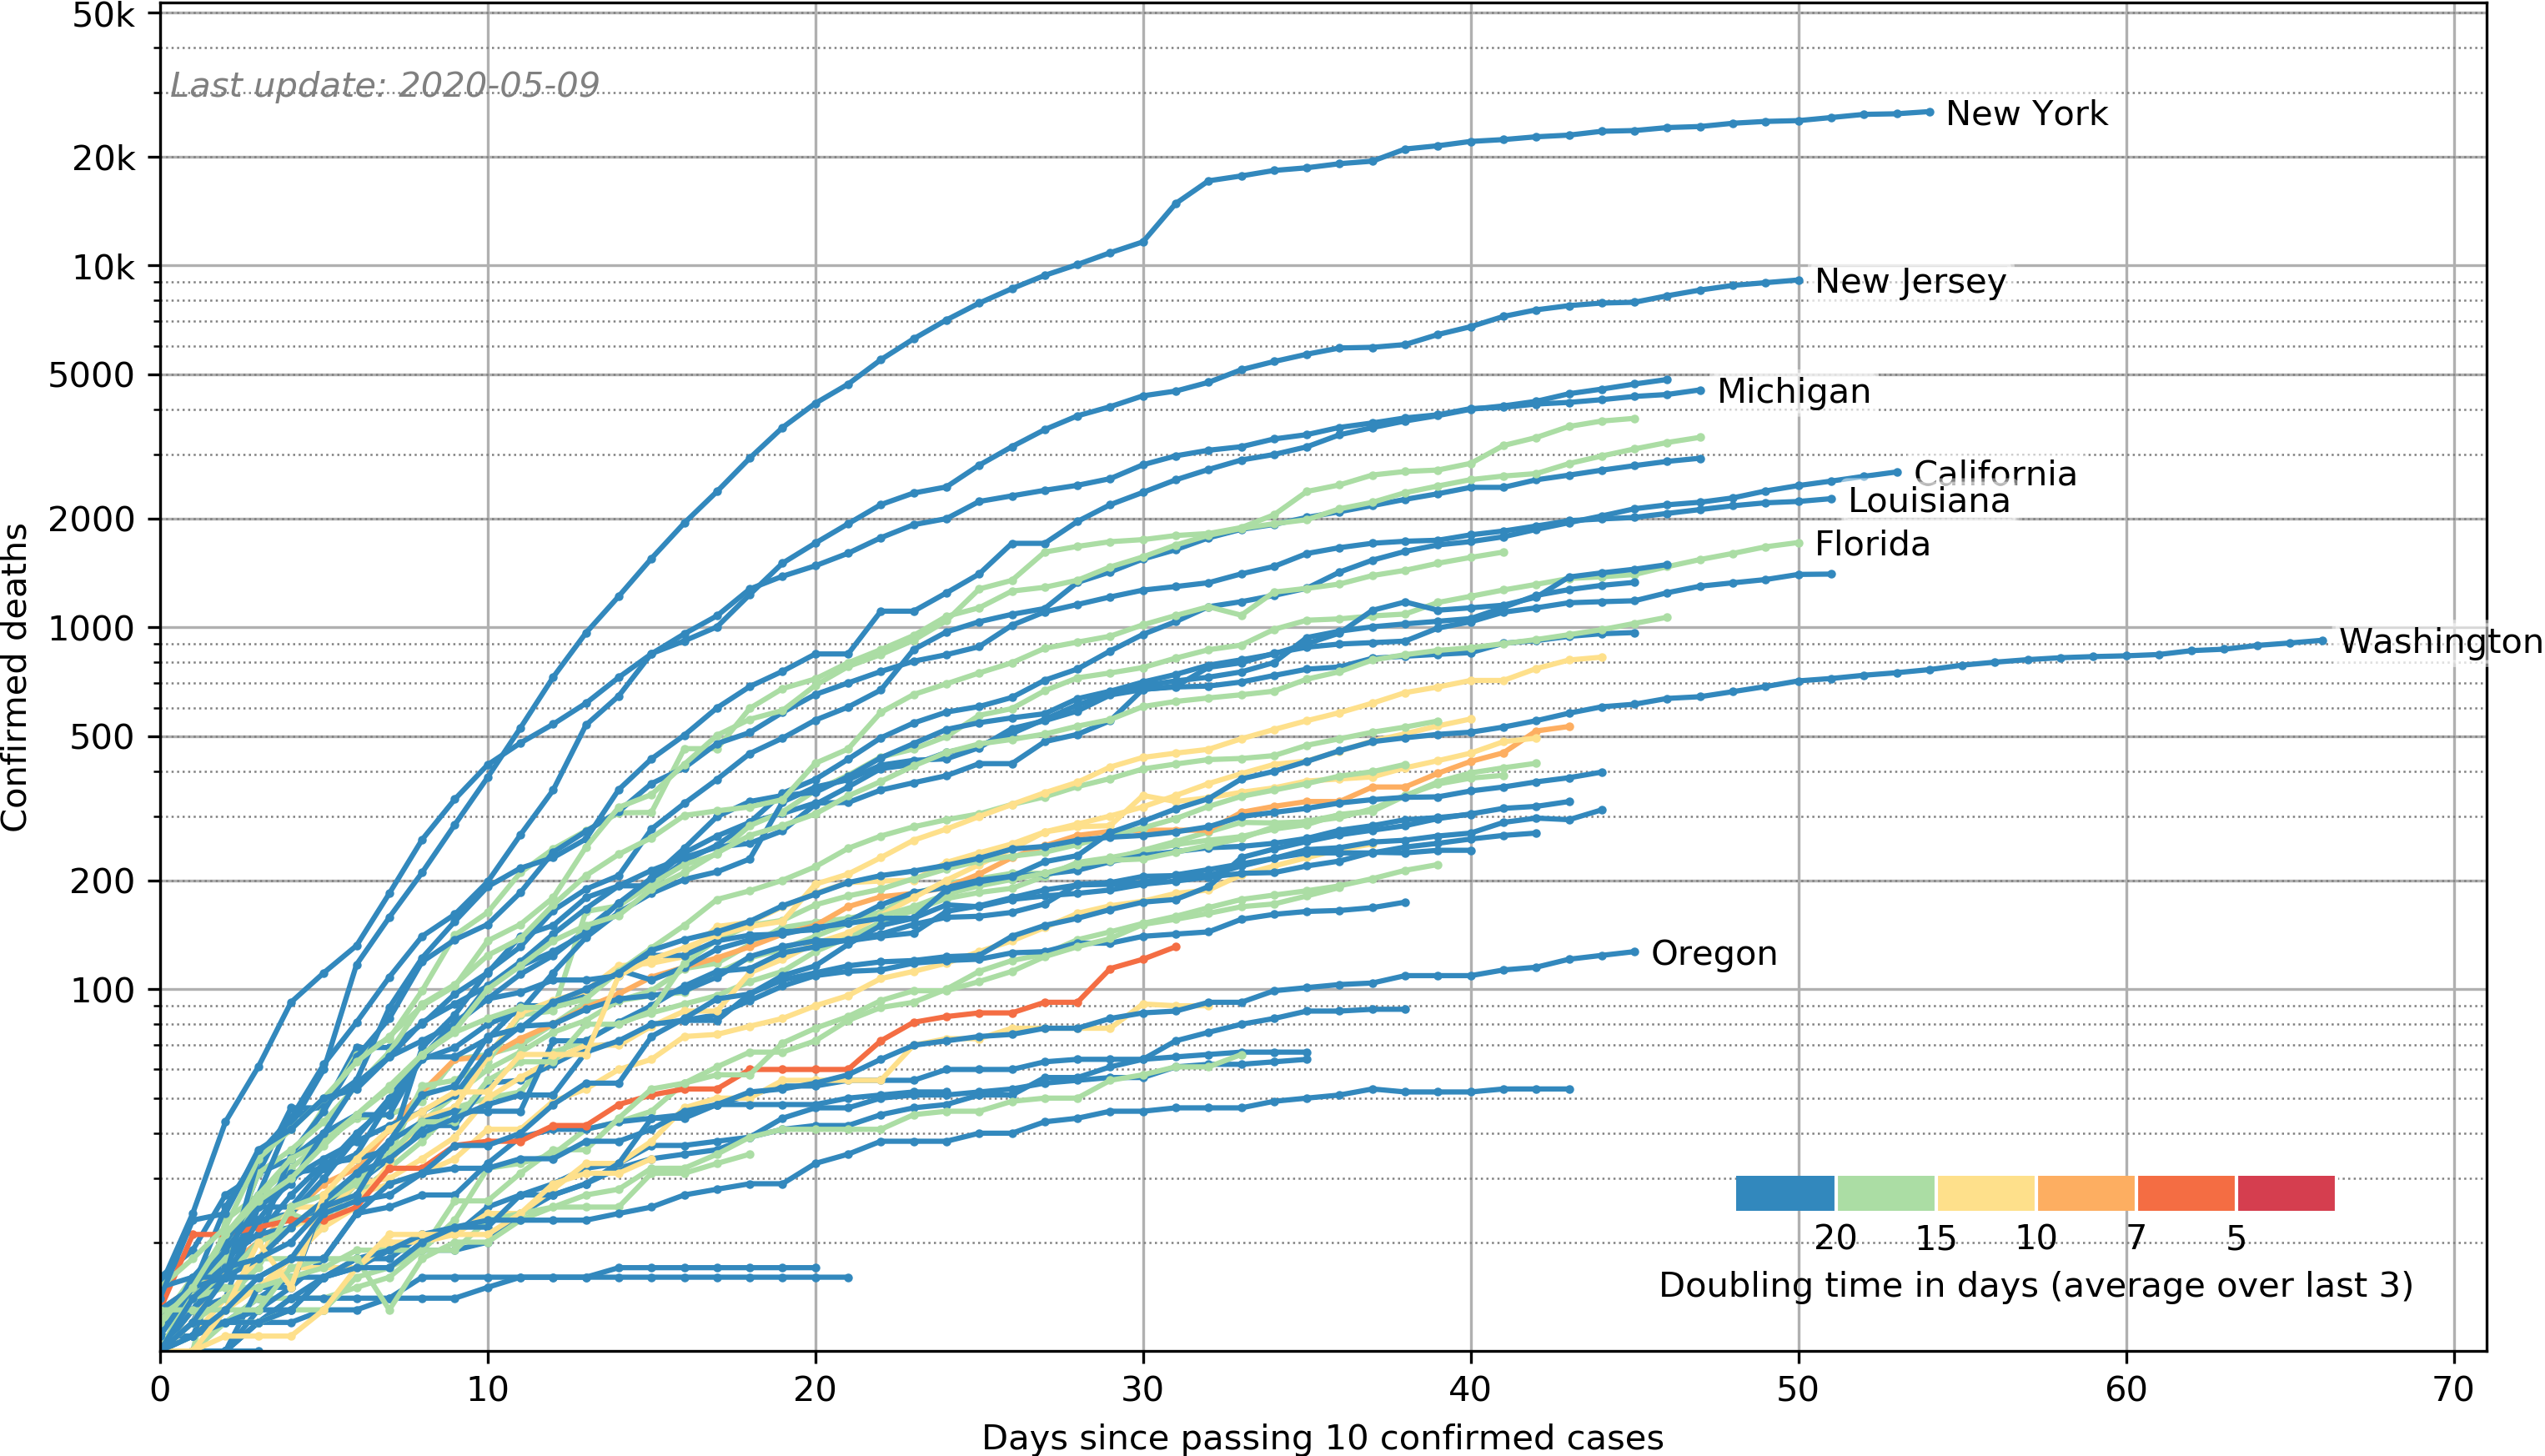 50k
Last update: 2020-05-09
New York
20k
10k
New Jersey
5000
Michigan
California
2000
Louisiana
Florida
1000
Washington
500
200
Oregon
100
Confirmed deaths
20 15 10 7 5
Doubling time in days (average over last 3)
0 10 20 30 40 50 60 70
Days since passing 10 confirmed cases